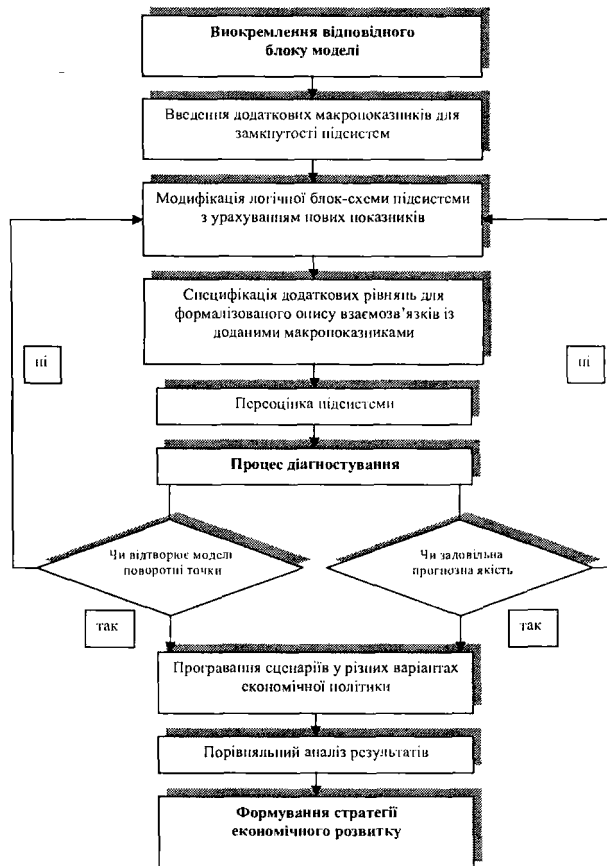 Виокремлення відповідного
блоку моделі
Введення додаткових макропоказників для
замкнутості підсистем
Модифікація логічної блок-схеми підсистеми
з урахуванням нових показників
Специфікація додаткових рівнянь для
формалізованого опису взаємозв’язків із
доданими макропоказниками
ні
ні
Переоцінка підсистеми
Процес діагностування
Чи відтворює моделі
поворотні точки
Чи задовільна
прогнозна якість
так
так
Програвання сценаріїв у різних варіантах
економічної політики
Порівняльний аналіз результатів
Формування стратегії
економічного розвитку